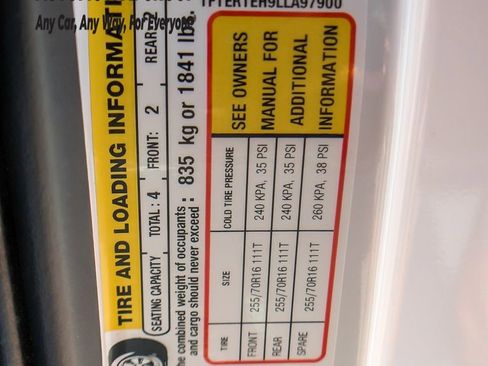 Any Car, Any Way, For Everyone
TIRE AND LOADING INFORMATI
SEATING CAPACITY TOTAL: 4 FRONT: 2 REAR
he combined weight of occupants
and cargo should never exceed : 835 kg or 1841 lbs.
TIRE SIZE COLD TIRE PRESSURE
FRONT 255/70R16 111T 240 KPA, 35 PSI
REAR 255/70R16 111T 240 KPA, 35 PSI
SPARE 255/70R16 111T 260 KPA, 38 PSI
SEE OWNERS
MANUAL FOR
ADDITIONAL
INFORMATION